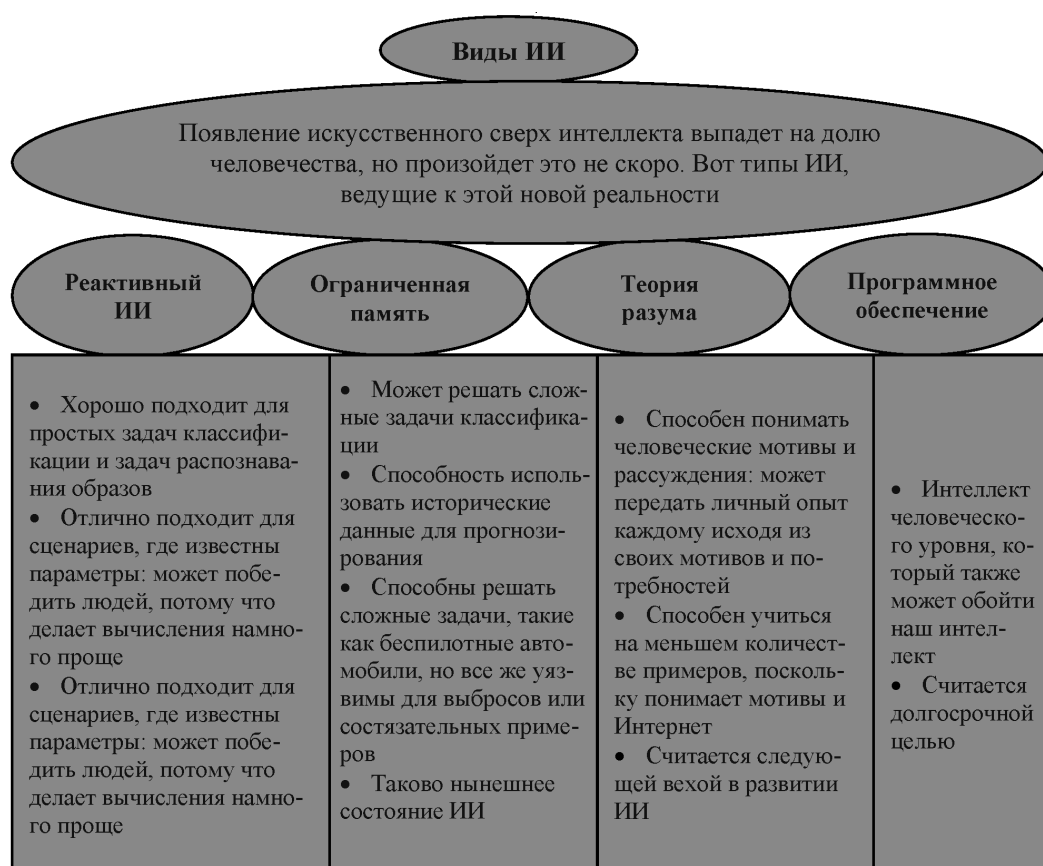 Виды ИИ
Появление искусственного сверх интеллекта выпадет на долю
человечества, но произойдет это не скоро. Вот типы ИИ,
ведущие к этой новой реальности
Реактивный
ИИ
Ограниченная
память
Теория
разума
Программное
обеспечение
• Хорошо подходит для
простых задач классифи-
кации и задач распознава-
вания образов
• Отлично подходит для
сценариев, где известны
параметры: может побе-
дить людей, потому что
делает вычисления намно-
го проще
• Отлично подходит для
сценариев, где известны
параметры: может побе-
дить людей, потому что
делает вычисления намно-
го проще
• Может решать слож-
ные задачи классифика-
ции
• Способность исполь-
зовать исторические
данные для прогнози-
рования
• Способны решать
сложные задачи, такие
как беспилотные авто-
мобили, но все же уяз-
вимы для выбросов или
состязательных приме-
ров
• Таково нынешнее
состояние ИИ
• Способен понимать
человеческие мотивы и
рассуждения: может
передать личный опыт
каждому исходя из
своих мотивов и по-
требностей
• Способен учиться
на меньшем количест-
ве примеров, посколь-
ку понимает мотивы и
Интернет
• Считается следую-
щей вехой в развитии
ИИ
• Интеллект
человеческо-
го уровня, ко-
торый также
может обойти
наш интел-
лект
• Считается
долгосрочной
целью